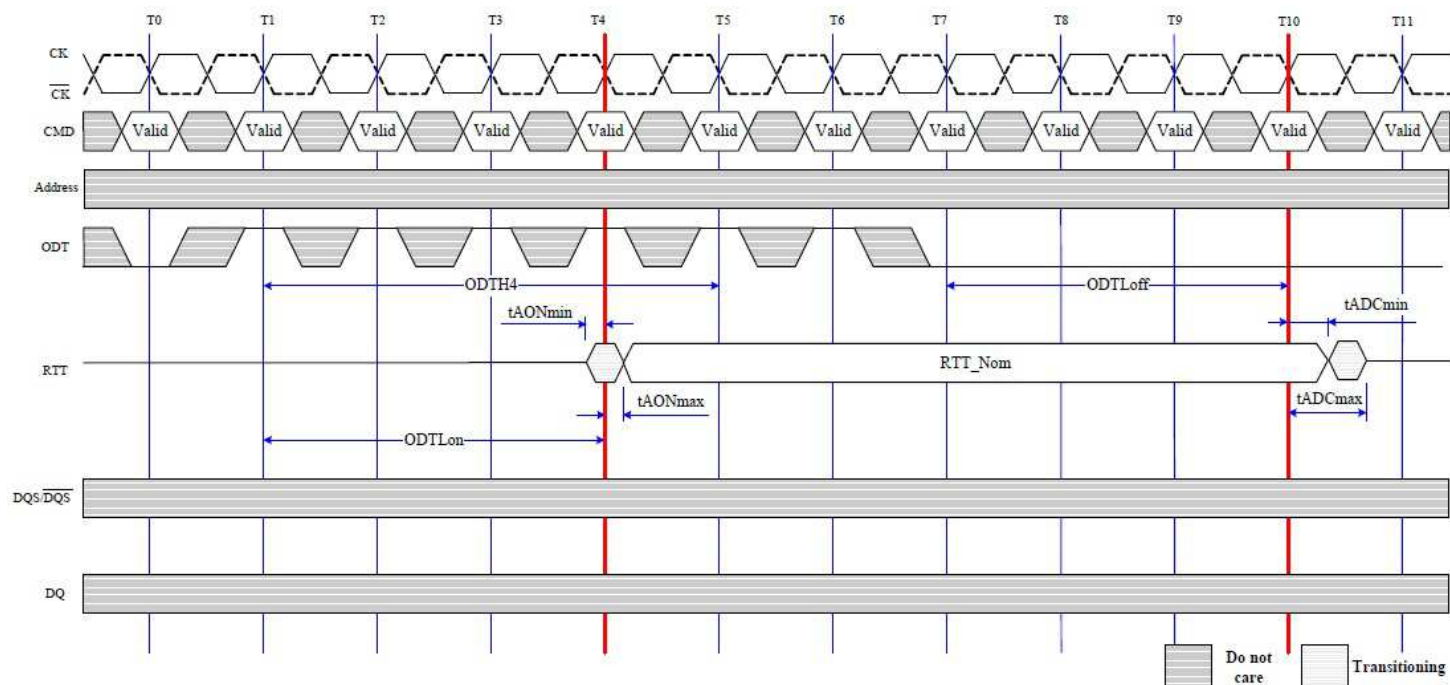 T0 T1 T2 T3 T4 T5 T6 T7 T8 T9 T10 T11
CK
CK
CMD Valid Valid Valid Valid Valid Valid Valid Valid Valid Valid Valid Valid
Address
ODT
ODTH4 ODTLoff
tAONmin tADCmin
RTT RTT_Nom
tAONmax tADCmax
ODTLon
DQS/DQS
DQ
Do not care
Transitioning